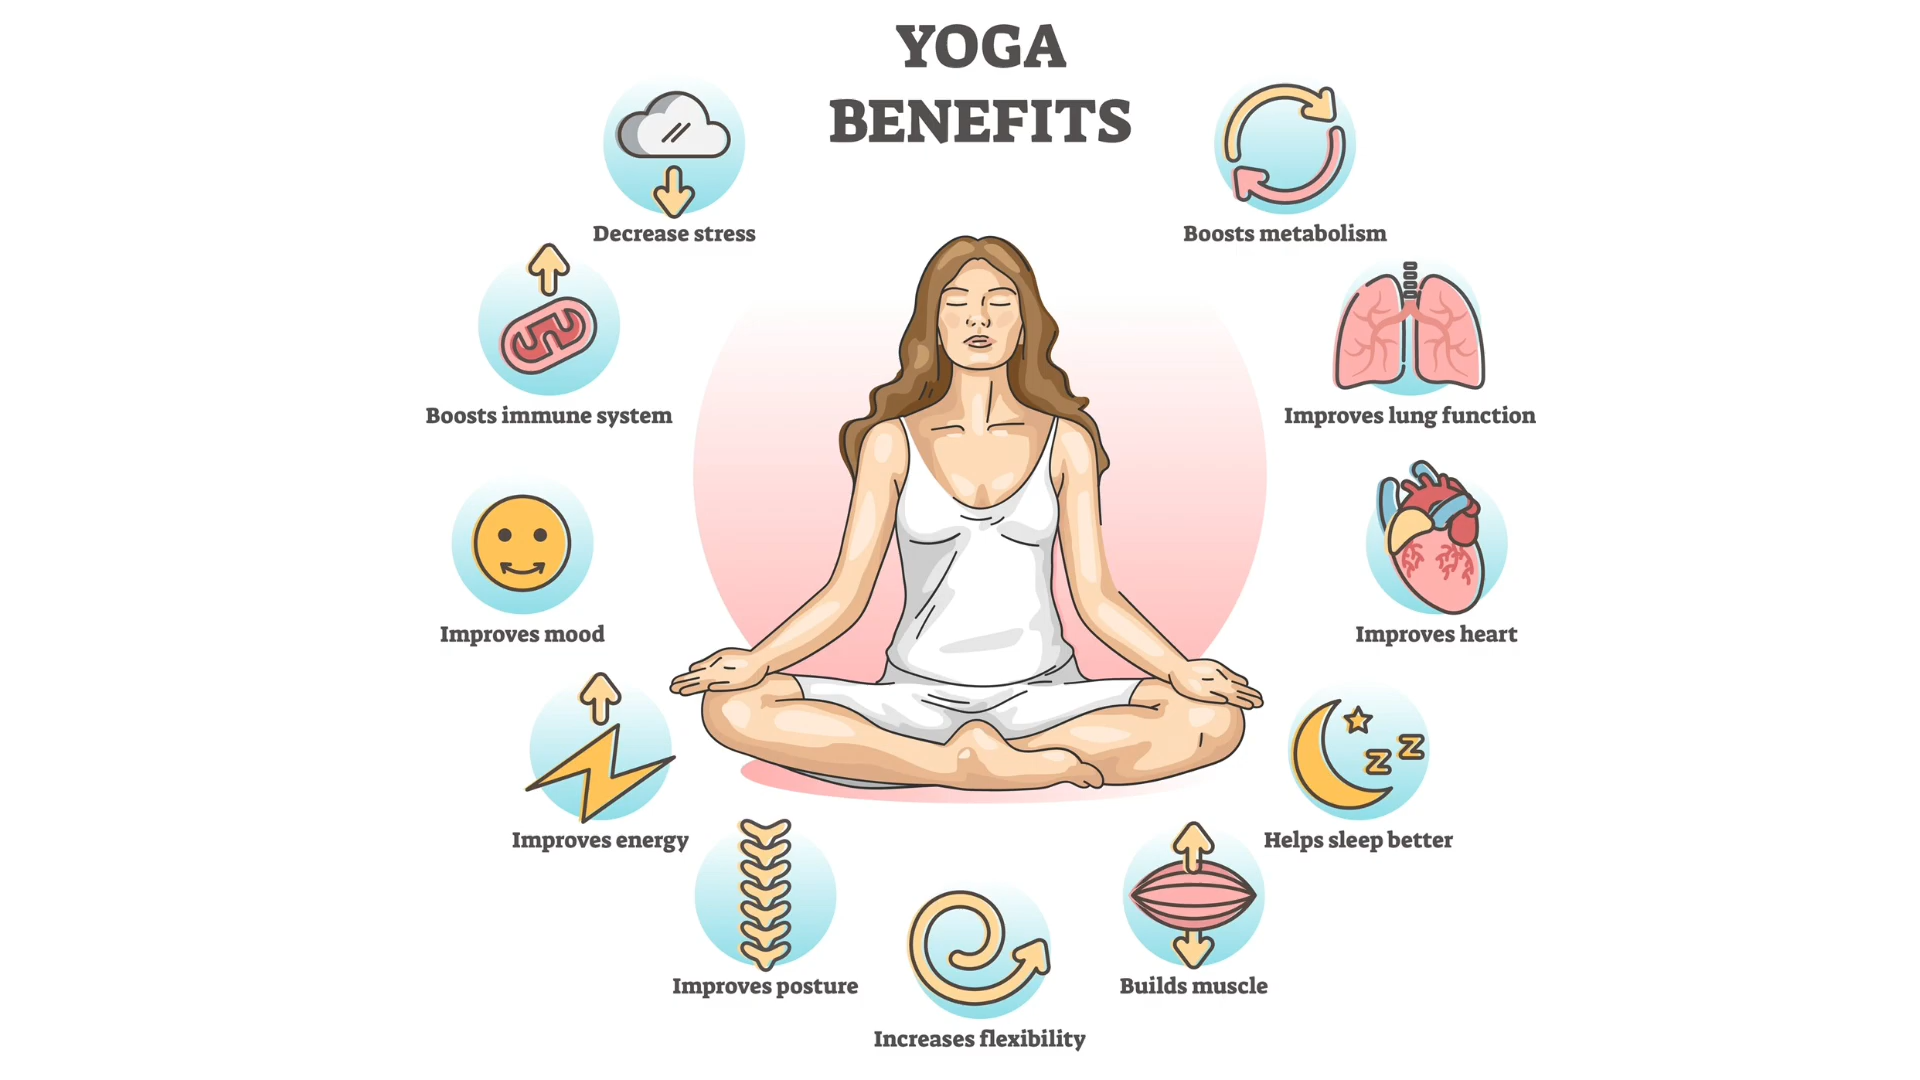 YOGA
BENEFITS
Decrease stress
Boosts metabolism
Boosts immune system
Improves lung function
Improves mood
Improves heart
Improves energy
Helps sleep better
Improves posture
Builds muscle
Increases flexibility